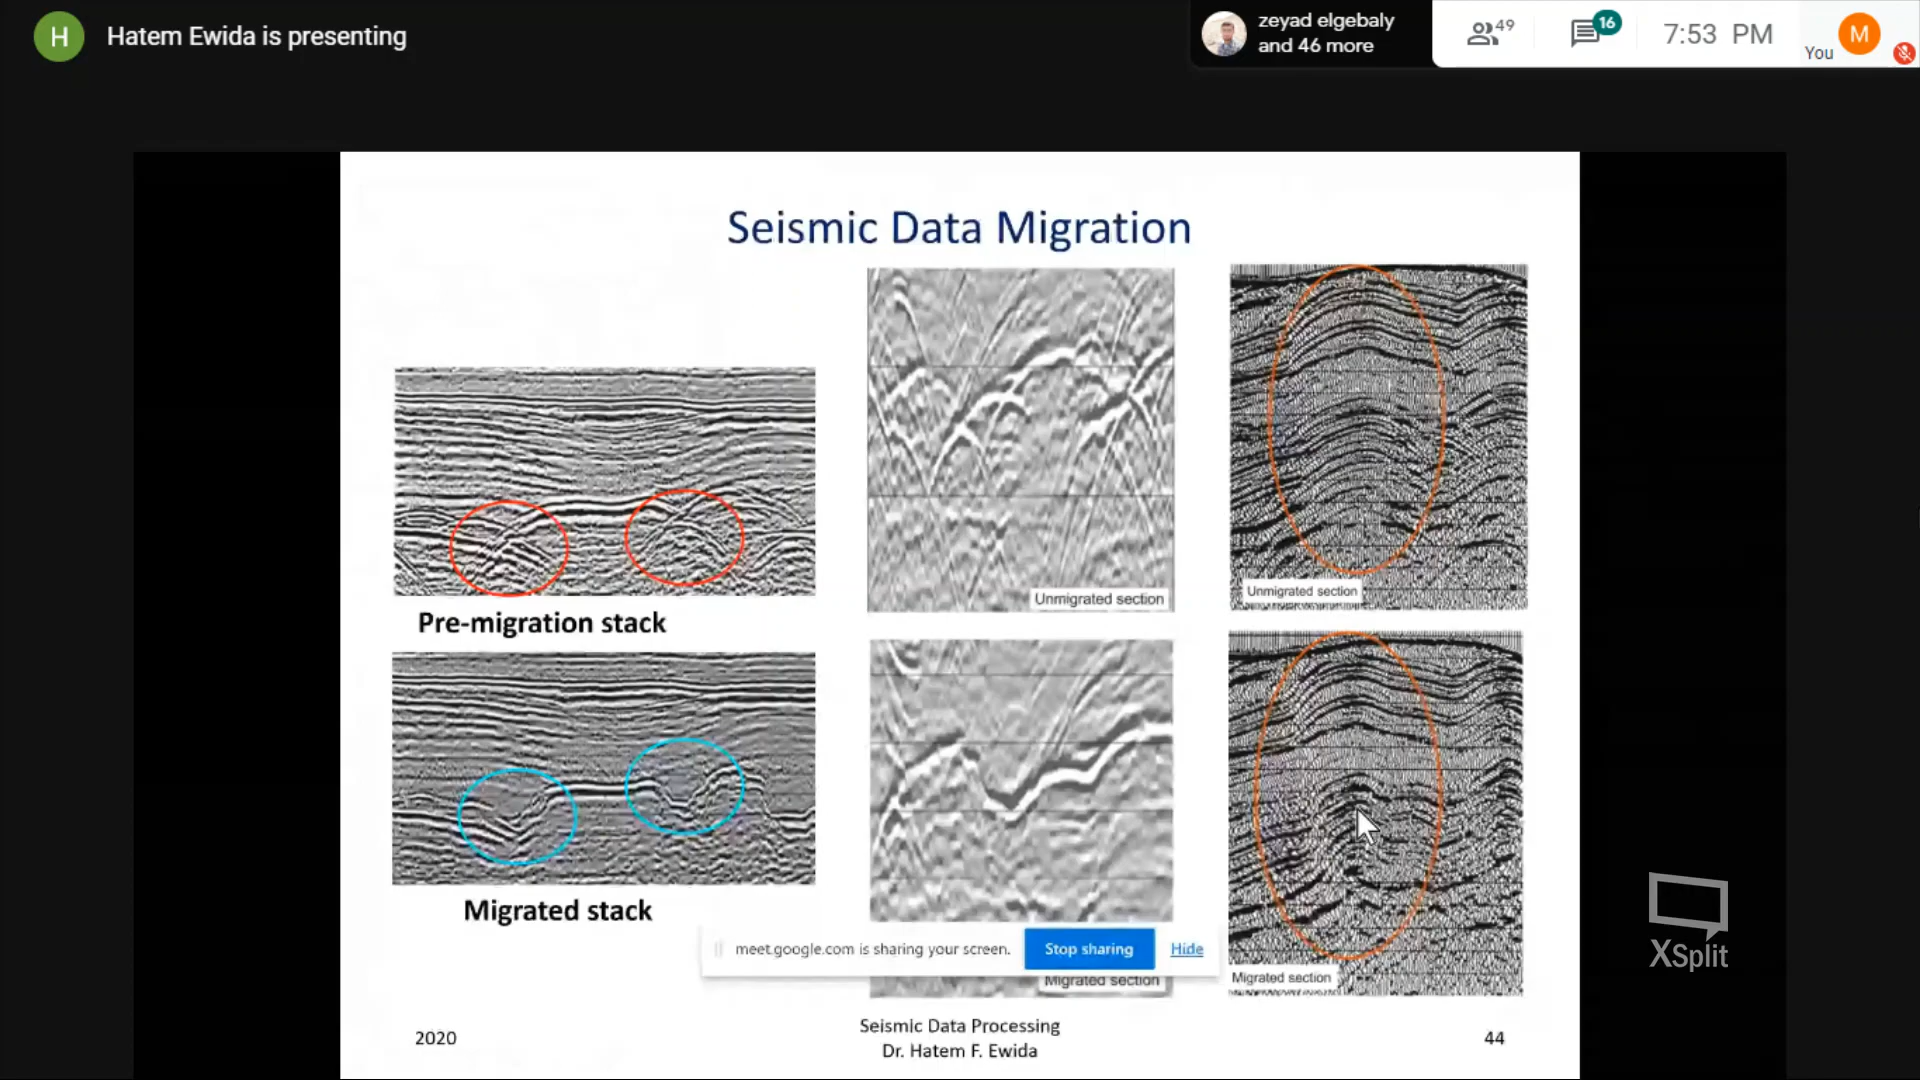 H
Hatem Ewida is presenting
zeyad elgebaly
and 46 more
49
16
7:53 PM
You
M
Seismic Data Migration
Unmigrated section
Unmigrated section
Pre-migration stack
Migrated stack
meet.google.com is sharing your screen.
Stop sharing
Hide
Migrated section
Migrated section
XSplit
2020
Seismic Data Processing
Dr. Hatem F. Ewida
44